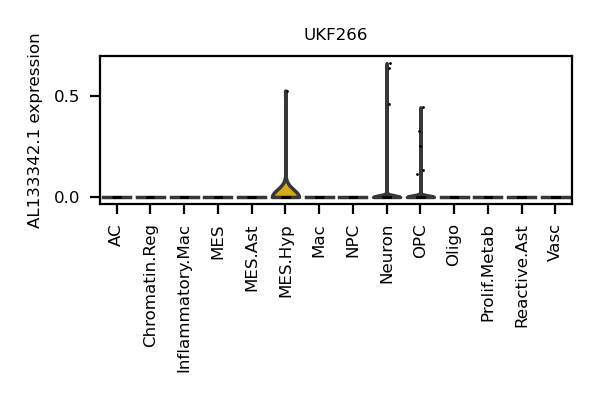 UKF266
AL133342.1 expression
0.5
0.0
AC
Chromatin.Reg
Inflammatory.Mac
MES
MES.Ast
MES.Hyp
Mac
NPC
Neuron
OPC
Oligo
Prolif.Metab
Reactive.Ast
Vasc